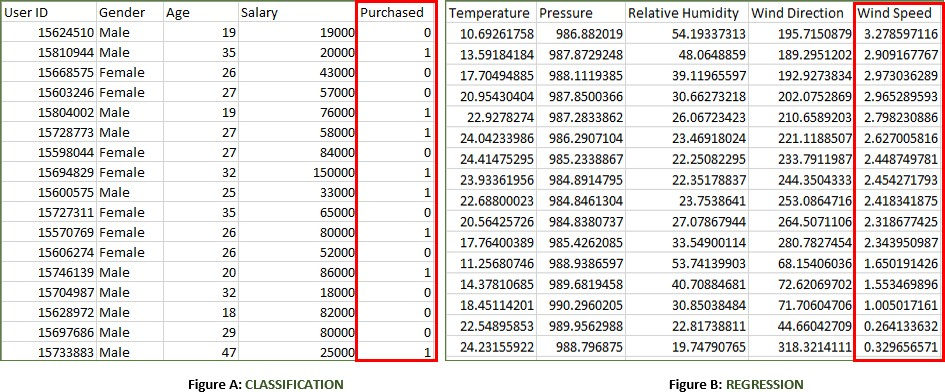 User ID Gender Age Salary Purchased
15624510 Male 19 19000 0
15810944 Male 35 20000 1
15668575 Female 26 43000 0
15603246 Female 27 57000 0
15804002 Male 19 76000 1
15728773 Male 27 58000 1
15598044 Female 27 84000 0
15694829 Female 32 150000 1
15600575 Male 25 33000 1
15727311 Female 35 65000 0
15570769 Female 26 80000 1
15606274 Female 26 52000 0
15746139 Male 20 86000 1
15704987 Male 32 18000 0
15628972 Male 18 82000 0
15697686 Male 29 80000 0
15733883 Male 47 25000 1
Figure A: CLASSIFICATION
Temperature Pressure Relative Humidity Wind Direction Wind Speed
10.69261758 986.882019 54.19337313 195.7150879 3.278597116
13.59184184 987.8729248 48.0648859 189.2951202 2.909167767
17.70494885 988.1119385 39.11965597 192.9273834 2.973036289
20.95430404 987.8500366 30.66273218 202.0752869 2.965289593
22.9278274 987.2833862 26.06723423 210.6589203 2.798230886
24.04233986 986.2907104 23.46918024 221.1188507 2.627005816
24.41475295 985.2338867 22.25082295 233.7911987 2.448749781
23.93361956 984.8914795 22.35178837 244.3504333 2.454271793
22.68800023 984.8461304 23.7538641 253.0864716 2.418341875
20.56425726 984.8380737 27.07867944 264.5071106 2.318677425
17.76400389 985.4262085 33.54900114 280.7827454 2.343950987
11.25680746 988.9386597 53.74139903 68.15406036 1.650191426
14.37810685 989.6819458 40.70884681 72.62069702 1.553469896
18.45114201 990.2960205 30.85038484 71.70604706 1.005017161
22.54895853 989.9562988 22.81738811 44.66042709 0.264133632
24.23155922 988.796875 19.74790765 318.3214111 0.329656571
Figure B: REGRESSION